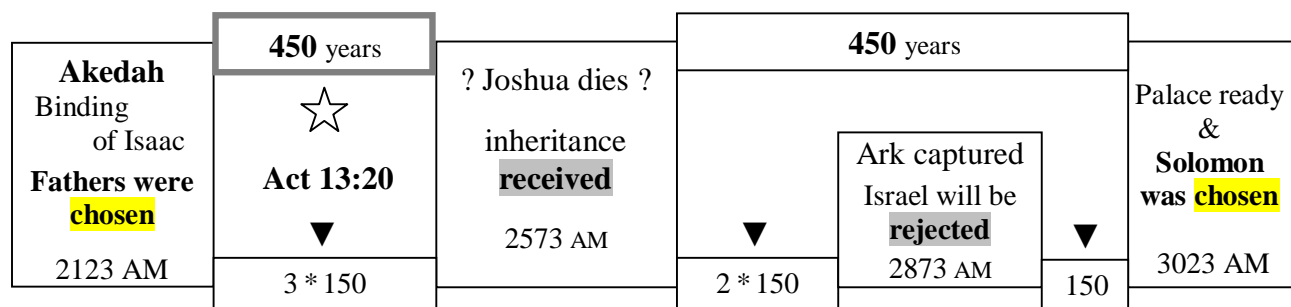 Akedah
Binding
of Isaac
Fathers were
chosen
2123 AM
450 years
Act 13:20
3 * 150
? Joshua dies ?
inheritance
received
2573 AM
450 years
2 * 150
Ark captured
Israel will be
rejected
2873 AM
150
Palace ready
&
Solomon
was chosen
3023 AM